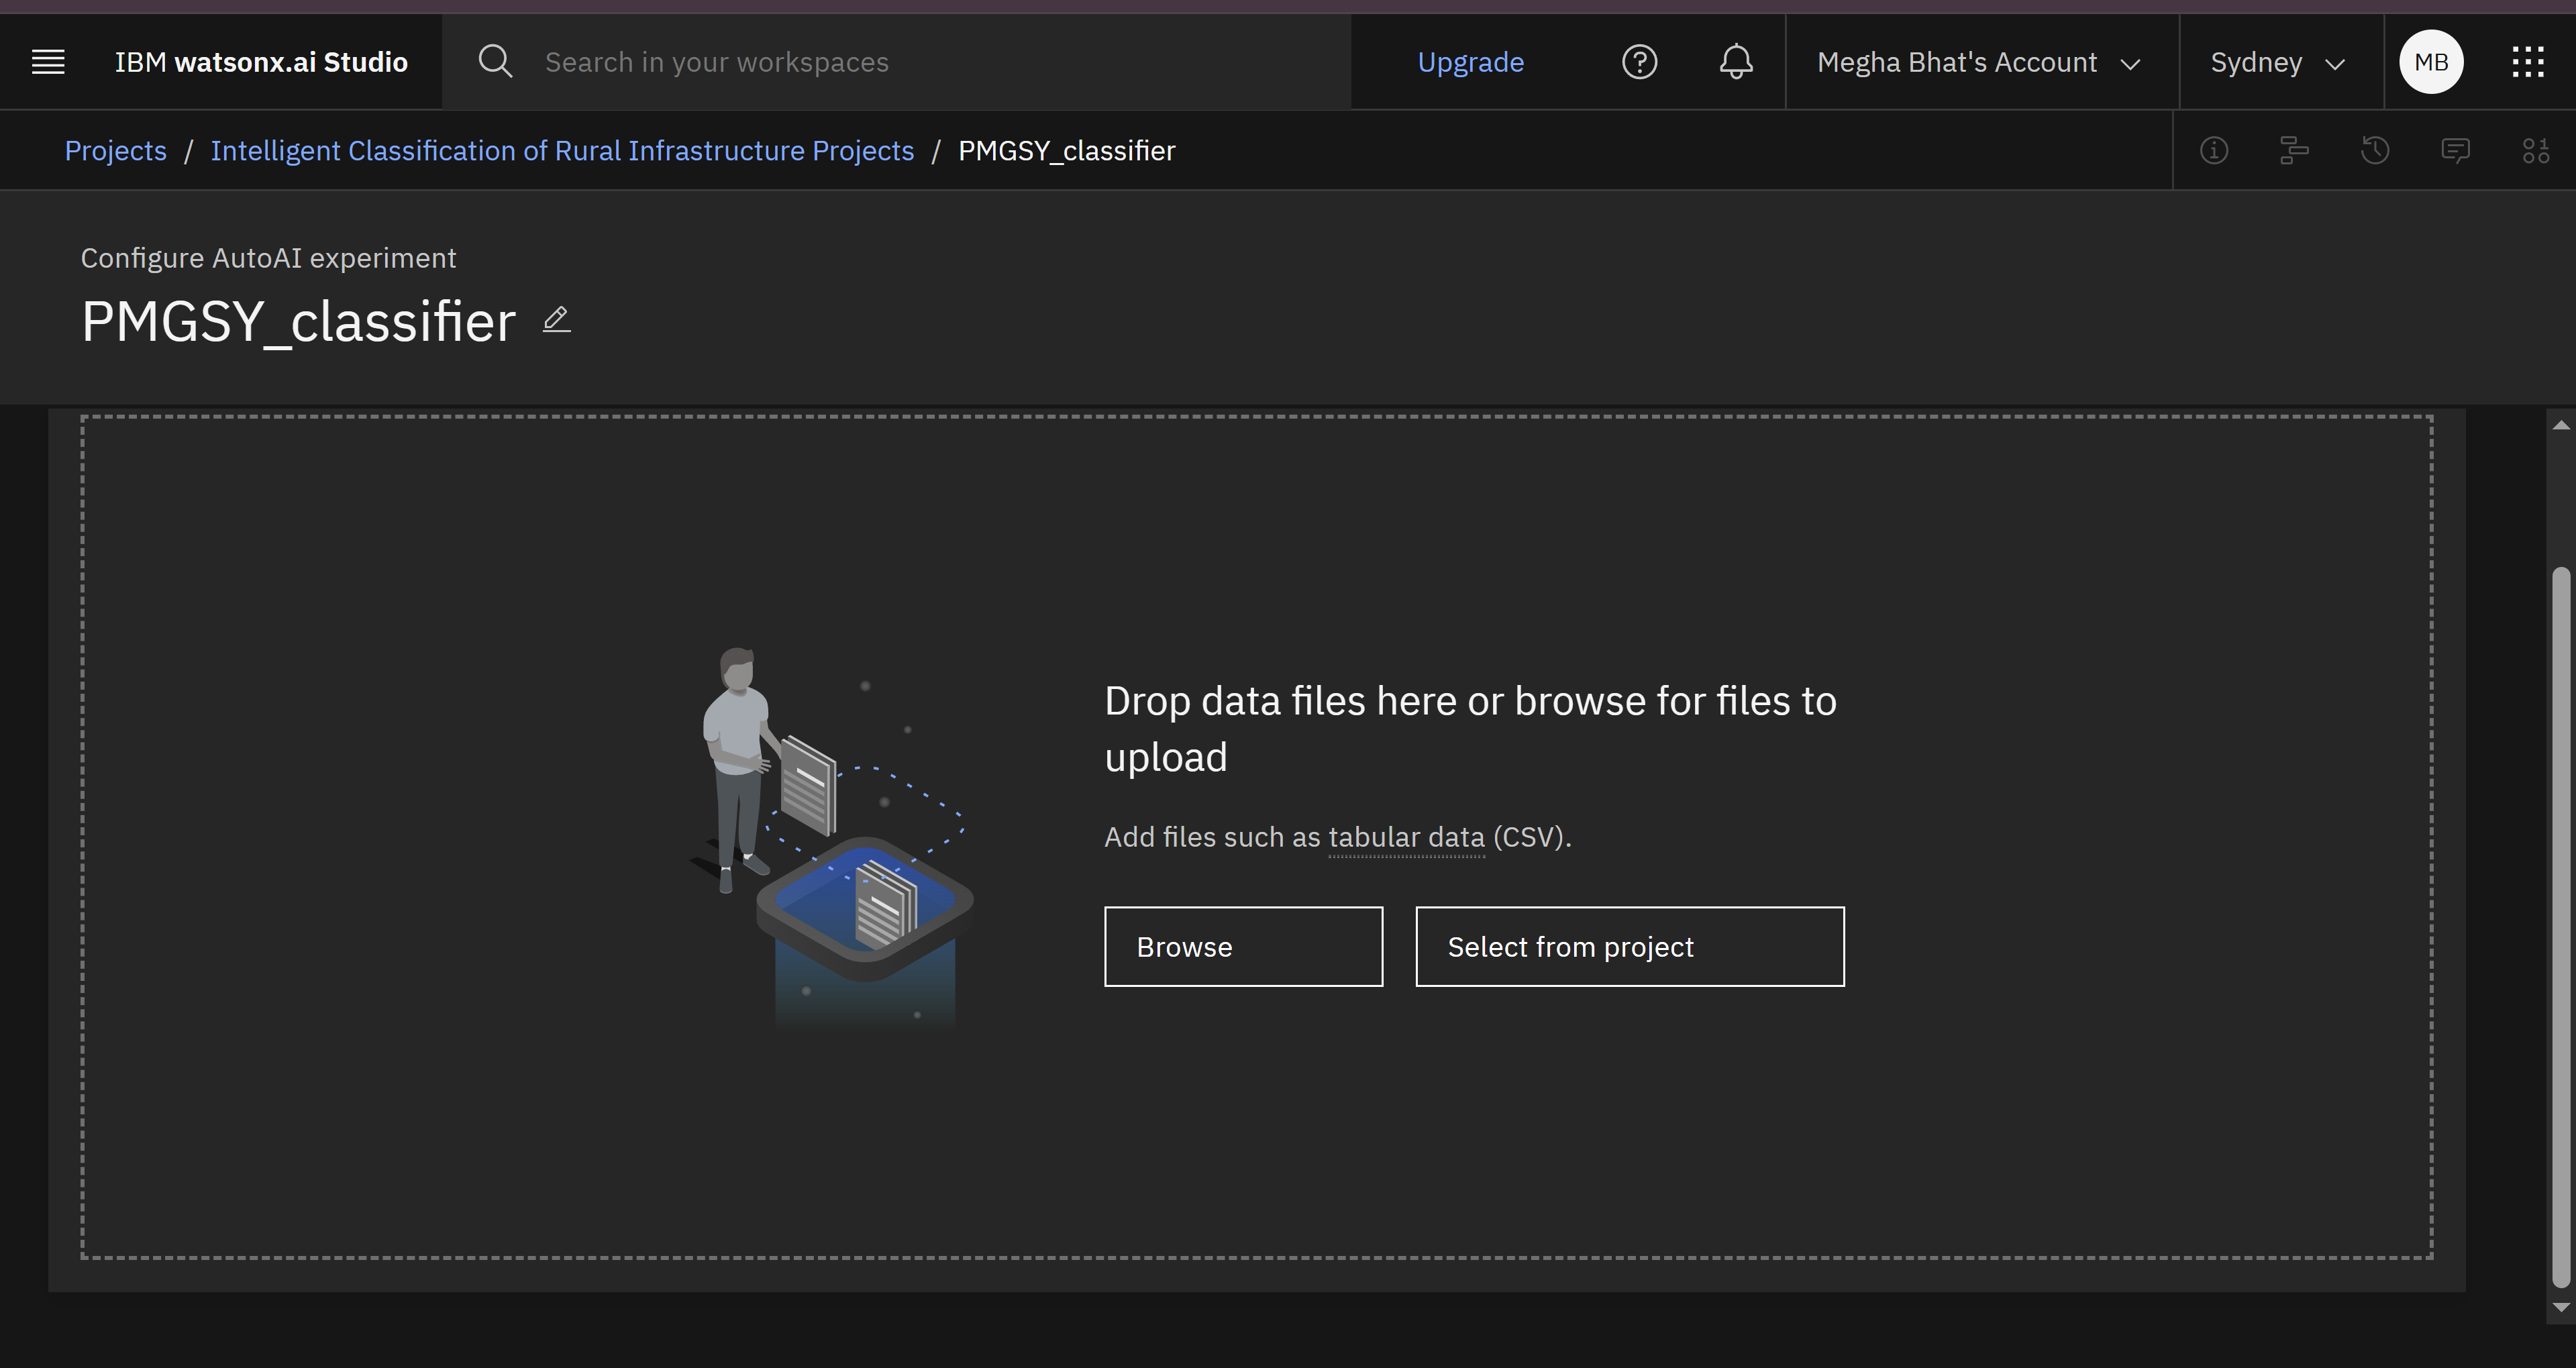 IBM watsonx.ai Studio
Search in your workspaces
Upgrade
Megha Bhat's Account
Sydney
MB
Projects / Intelligent Classification of Rural Infrastructure Projects / PMGSY_classifier
Configure AutoAI experiment
PMGSY_classifier
Drop data files here or browse for files to
upload
Add files such as tabular data (CSV).
Browse
Select from project